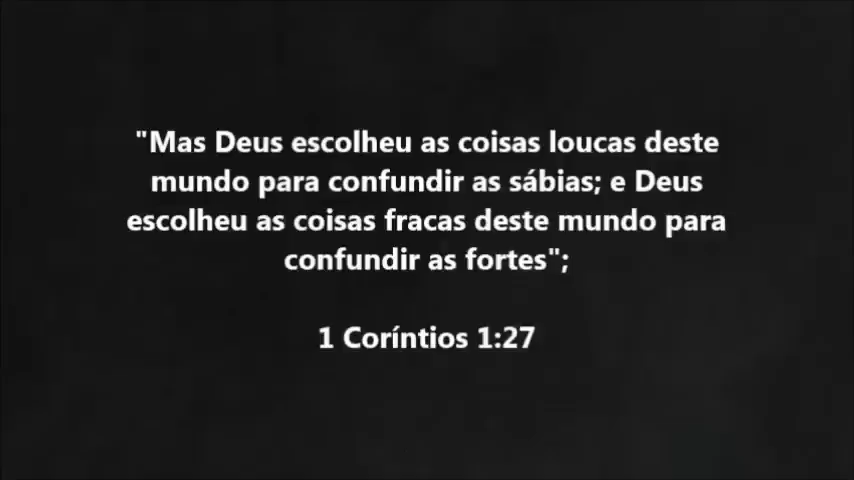 "Mas Deus escolheu as coisas loucas deste
mundo para confundir as sábias; e Deus
escolheu as coisas fracas deste mundo para
confundir as fortes";
1 Coríntios 1:27